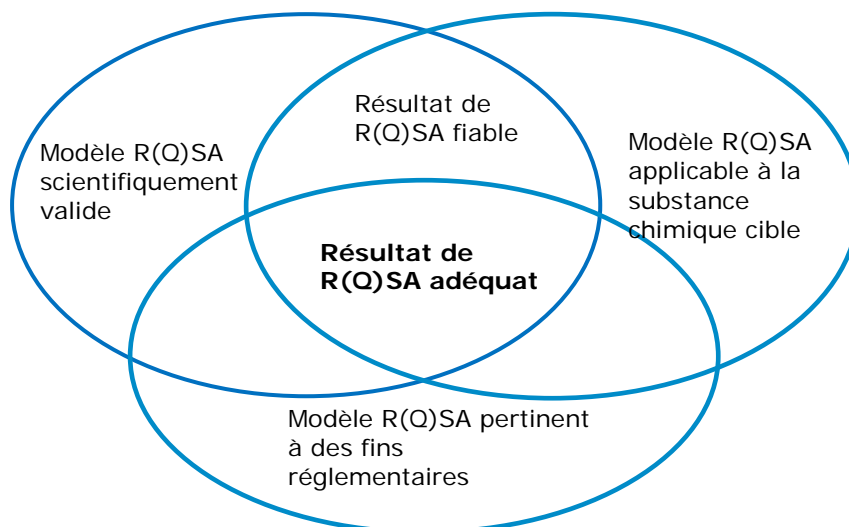 Résultat de
R(Q)SA fiable
Modèle R(Q)SA
scientifiquement
valide
Modèle R(Q)SA
applicable à la
substance
chimique cible
Résultat de
R(Q)SA adéquat
Modèle R(Q)SA pertinent
à des fins
réglementaires